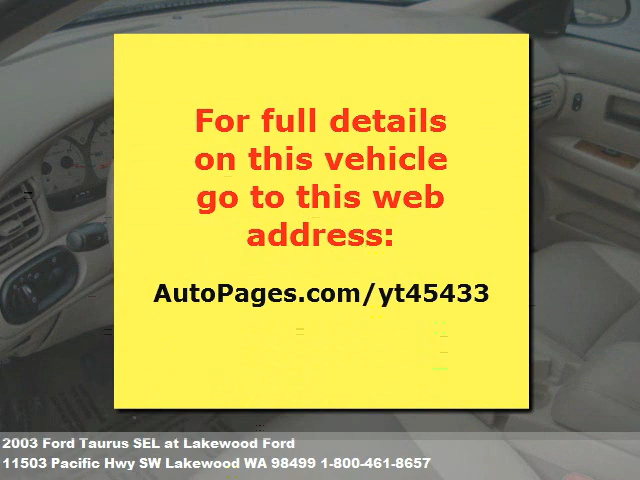 For full details
on this vehicle
go to this web
address:
AutoPages.com/yt45433
2003 Ford Taurus SEL at Lakewood Ford
11503 Pacific Hwy SW Lakewood WA 98499 1-800-461-8657